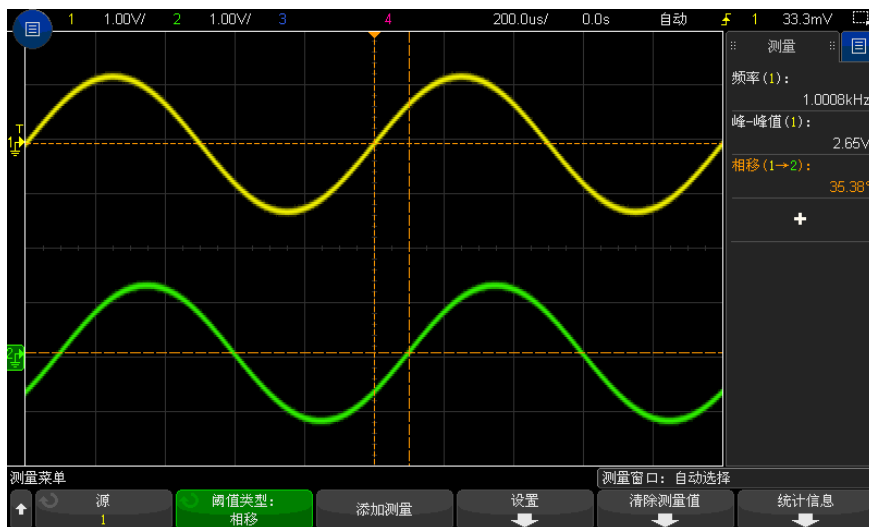 1 1.00V/ 2 1.00V/ 3 4 200.0us/ 0.0s 自动 1 33.3mV
测量
频率(1):
1.0008kHz
峰-峰值(1):
2.65V
相移(1→2):
35.38°
+
T
1
2
测量菜单
测量窗口: 自动选择
源
1
阈值类型:
相移
添加测量
设置
清除测量值
统计信息